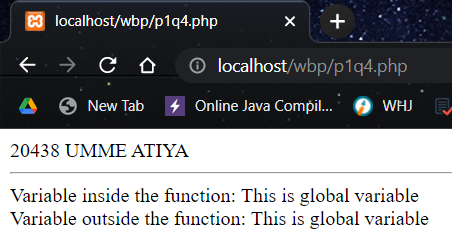 localhost/wbp/p1q4.php
localhost/wbp/p1q4.php
New Tab
Online Java Compil...
WHJ
20438 UMME ATIYA
Variable inside the function: This is global variable
Variable outside the function: This is global variable